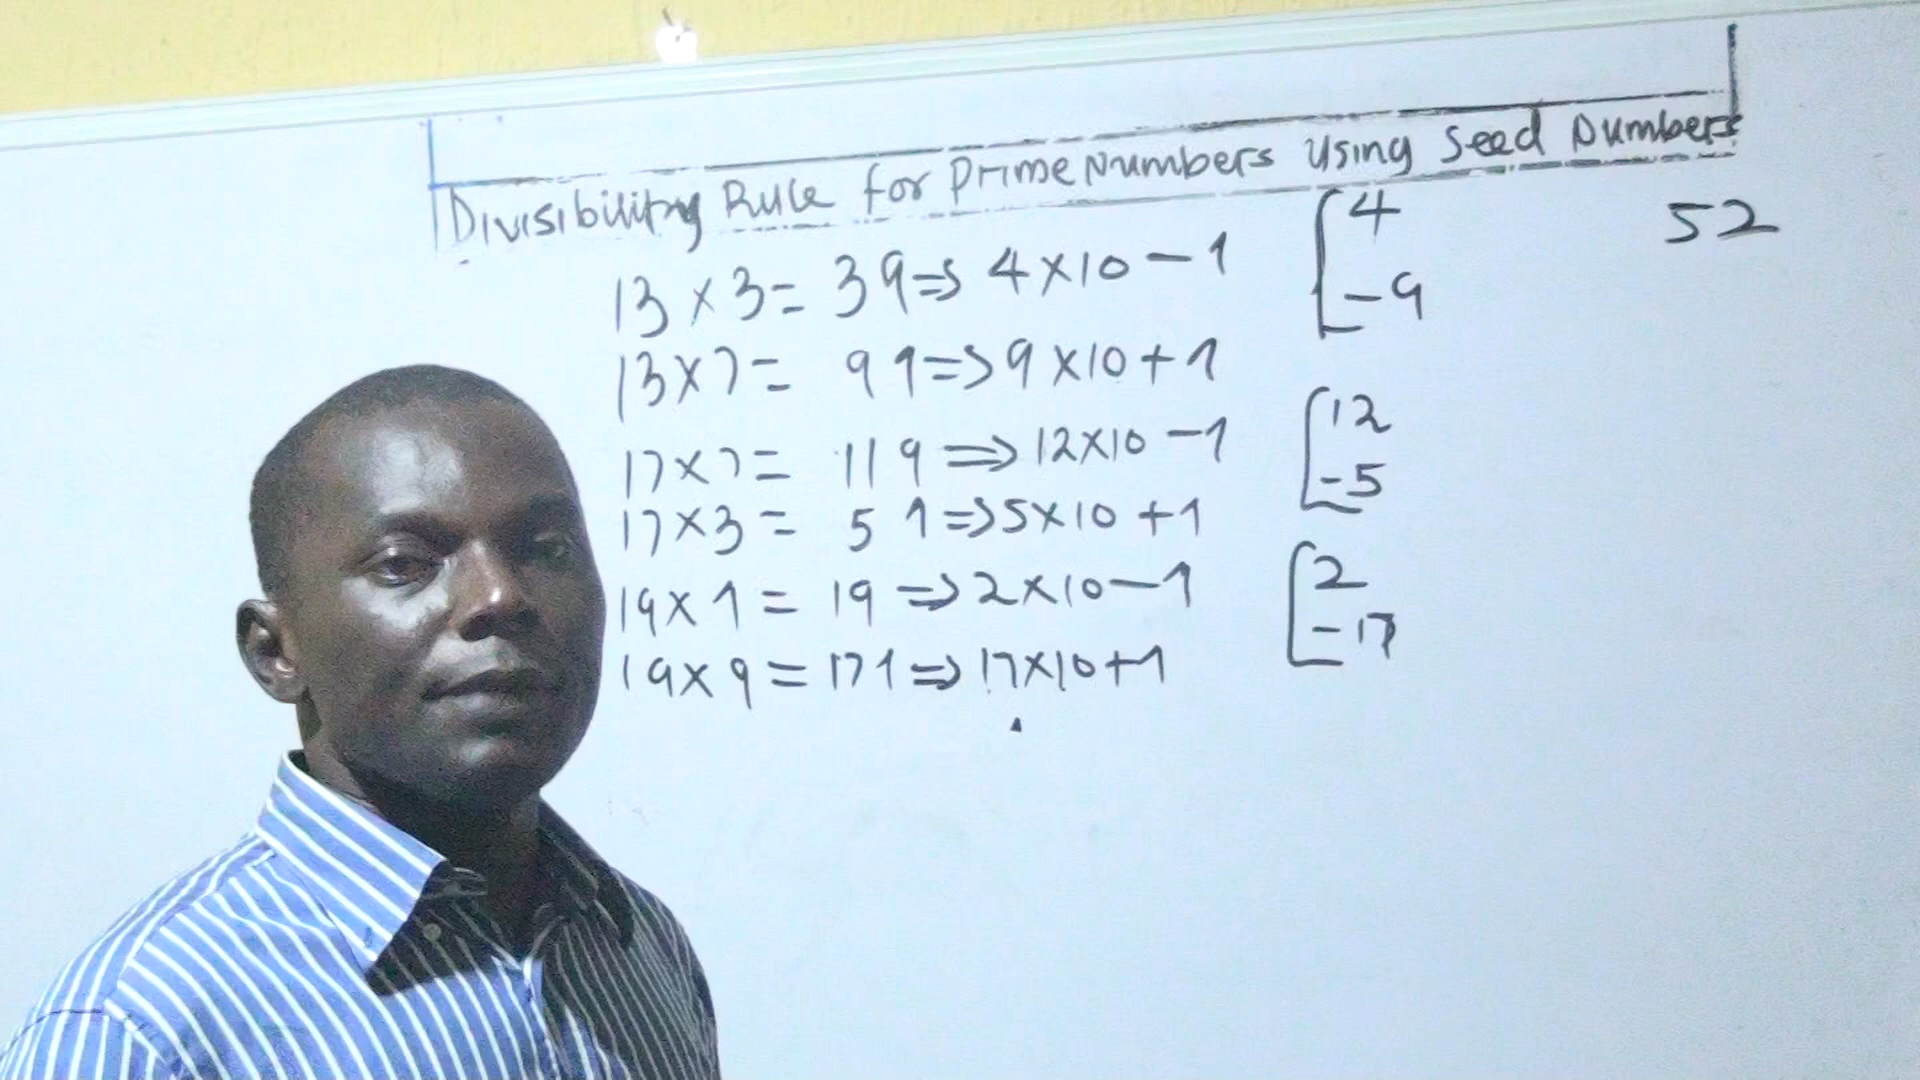 Divisibility Rule for Prime Numbers Using Seed Numbers
13 × 3 = 39 => 4×10 − 1 [4 −9 52
13×7 = 91 => 9×10 + 1
17×7 = 119 => 12×10 − 1 [12 −5
17×3 = 51 => 5×10 + 1
19×1 = 19 => 2×10 − 1 [2 −17
19×9 = 171 => 17×10 + 1